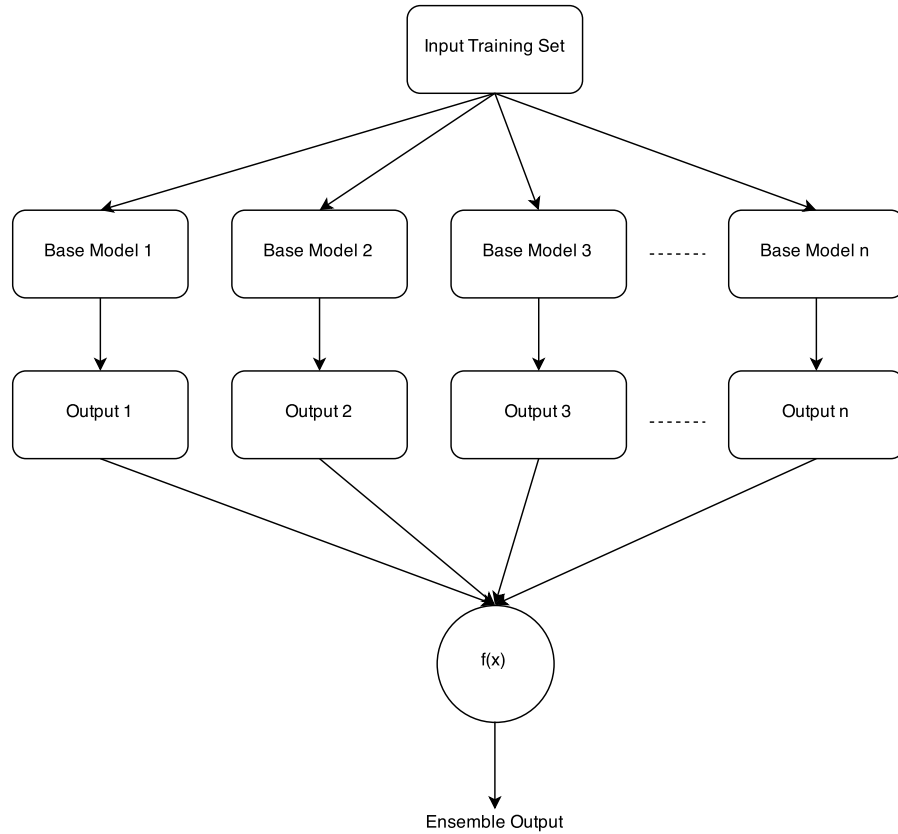 Input Training Set
Base Model 1
Base Model 2
Base Model 3
Base Model n
Output 1
Output 2
Output 3
Output n
f(x)
Ensemble Output